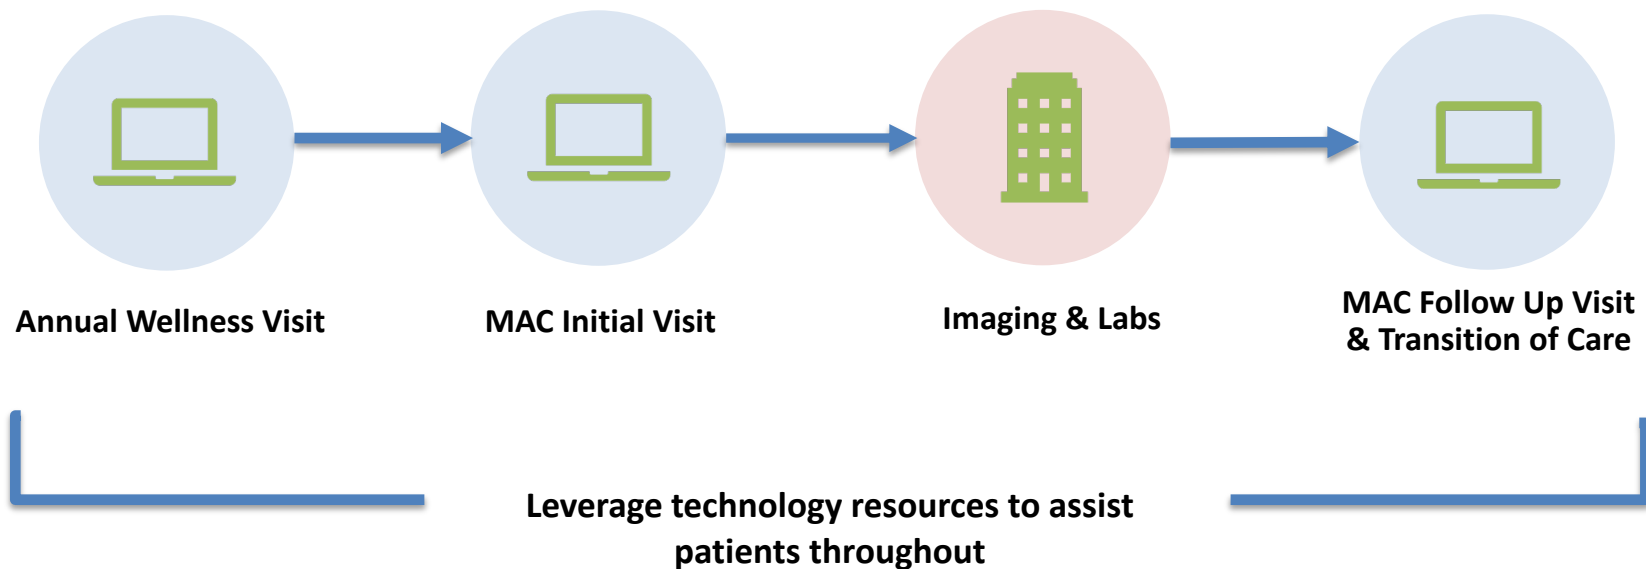 Annual Wellness Visit
MAC Initial Visit
Imaging & Labs
MAC Follow Up Visit
& Transition of Care
Leverage technology resources to assist
patients throughout